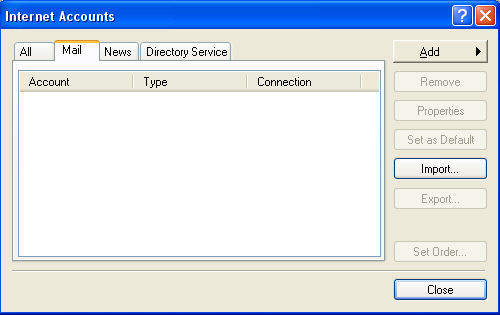 Internet Accounts
All Mail News Directory Service
Add
Account Type Connection
Remove
Properties
Set as Default
Import...
Export...
Set Order...
Close